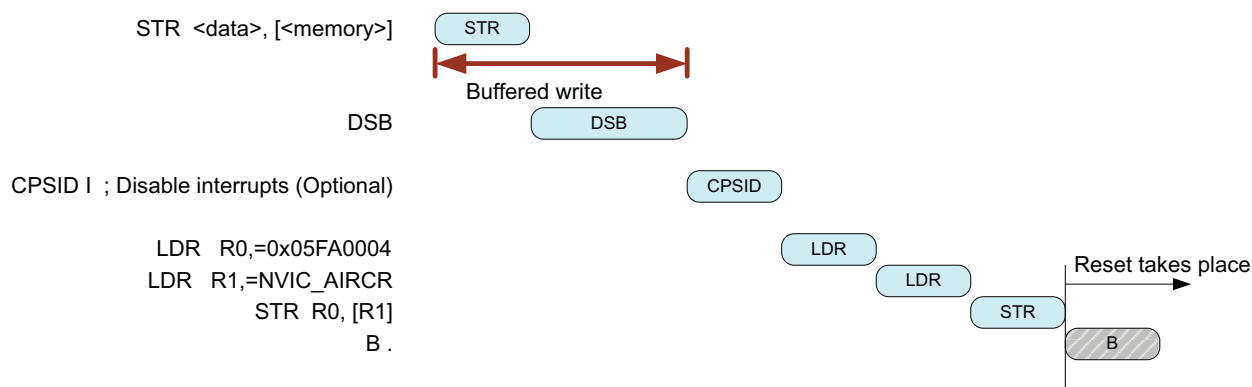 STR <data>, [<memory>]
STR
Buffered write
DSB
DSB
CPSID I ; Disable interrupts (Optional)
CPSID
LDR R0,=0x05FA0004
LDR
LDR R1,=NVIC_AIRCR
LDR
Reset takes place
STR R0, [R1]
STR
B .
B